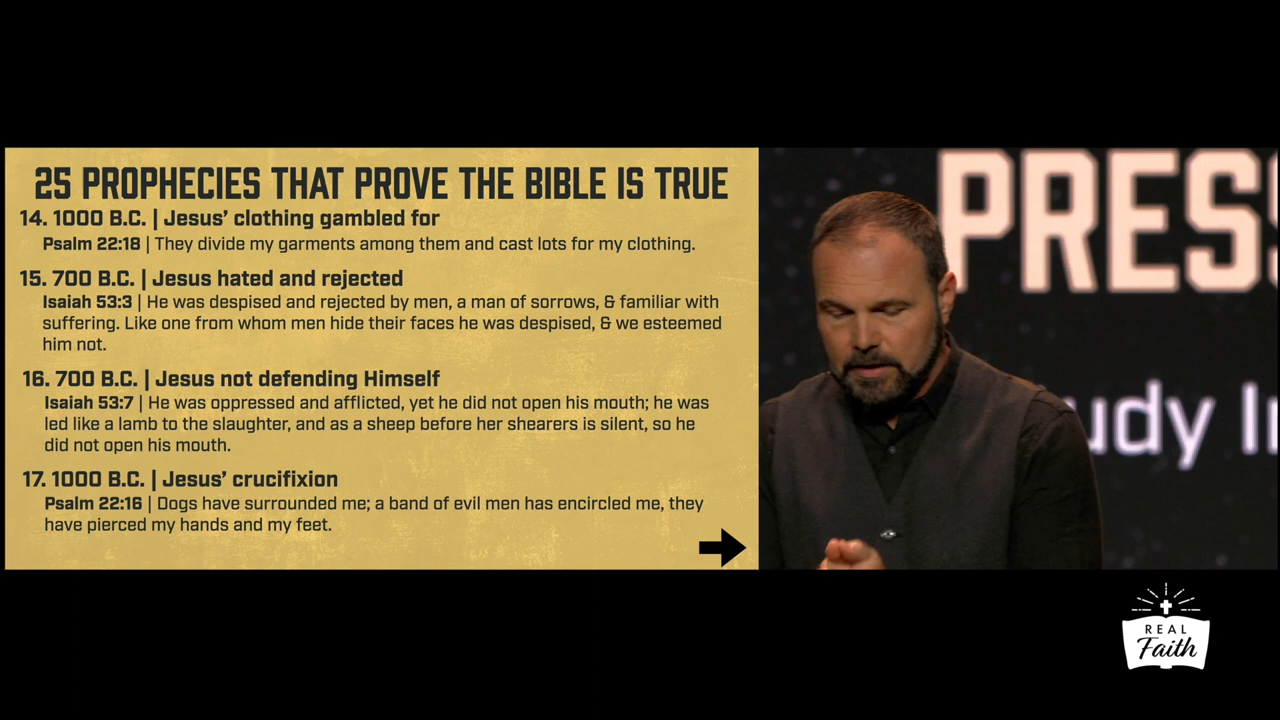 25 PROPHECIES THAT PROVE THE BIBLE IS TRUE
14. 1000 B.C. | Jesus’ clothing gambled for
Psalm 22:18 | They divide my garments among them and cast lots for my clothing.
15. 700 B.C. | Jesus hated and rejected
Isaiah 53:3 | He was despised and rejected by men, a man of sorrows, & familiar with
suffering. Like one from whom men hide their faces he was despised, & we esteemed
him not.
16. 700 B.C. | Jesus not defending Himself
Isaiah 53:7 | He was oppressed and afflicted, yet he did not open his mouth; he was
led like a lamb to the slaughter, and as a sheep before her shearers is silent, so he
did not open his mouth.
17. 1000 B.C. | Jesus’ crucifixion
Psalm 22:16 | Dogs have surrounded me; a band of evil men has encircled me, they
have pierced my hands and my feet.
PRES
udy I
REAL
Faith